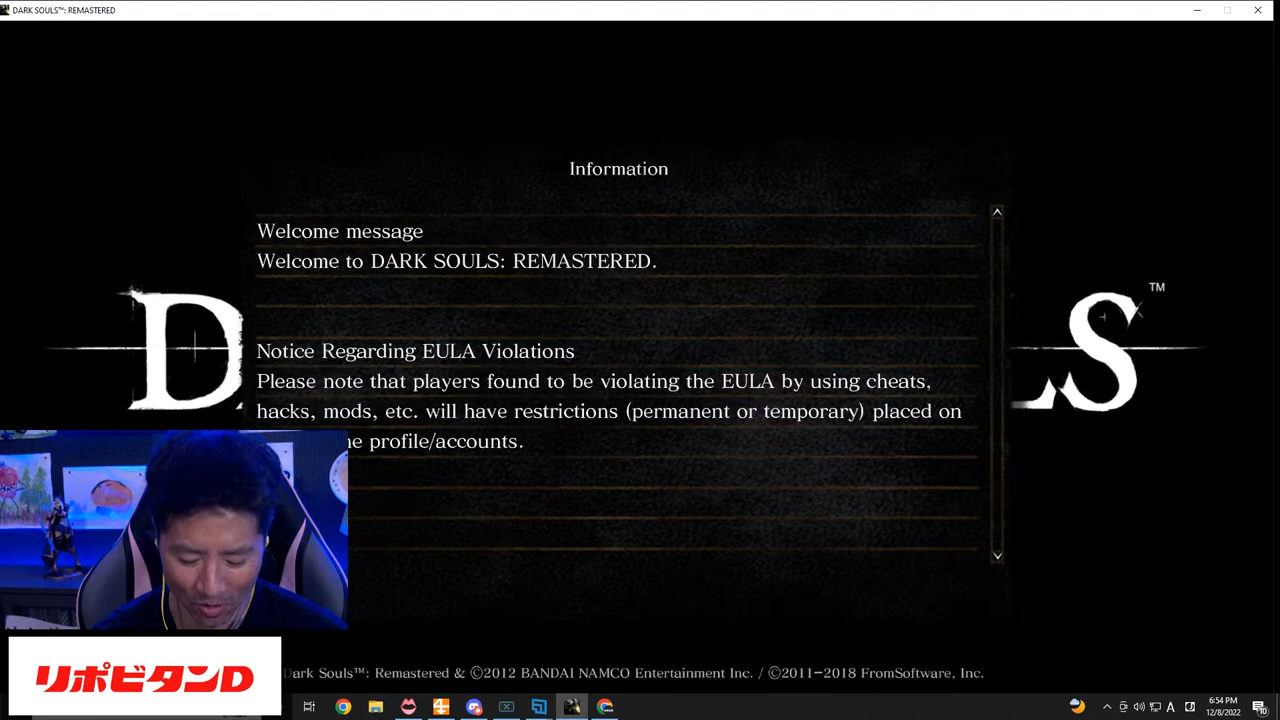 DARK SOULS™: REMASTERED
Information
Welcome message
Welcome to DARK SOULS: REMASTERED.
Notice Regarding EULA Violations
Please note that players found to be violating the EULA by using cheats,
hacks, mods, etc. will have restrictions (permanent or temporary) placed on
profile/accounts.
D
LS
TM
リポビタンD
Dark Souls™: Remastered & ©2012 BANDAI NAMCO Entertainment Inc. / ©2011-2018 FromSoftware, Inc.
A
6:54 PM
12/8/2022
10